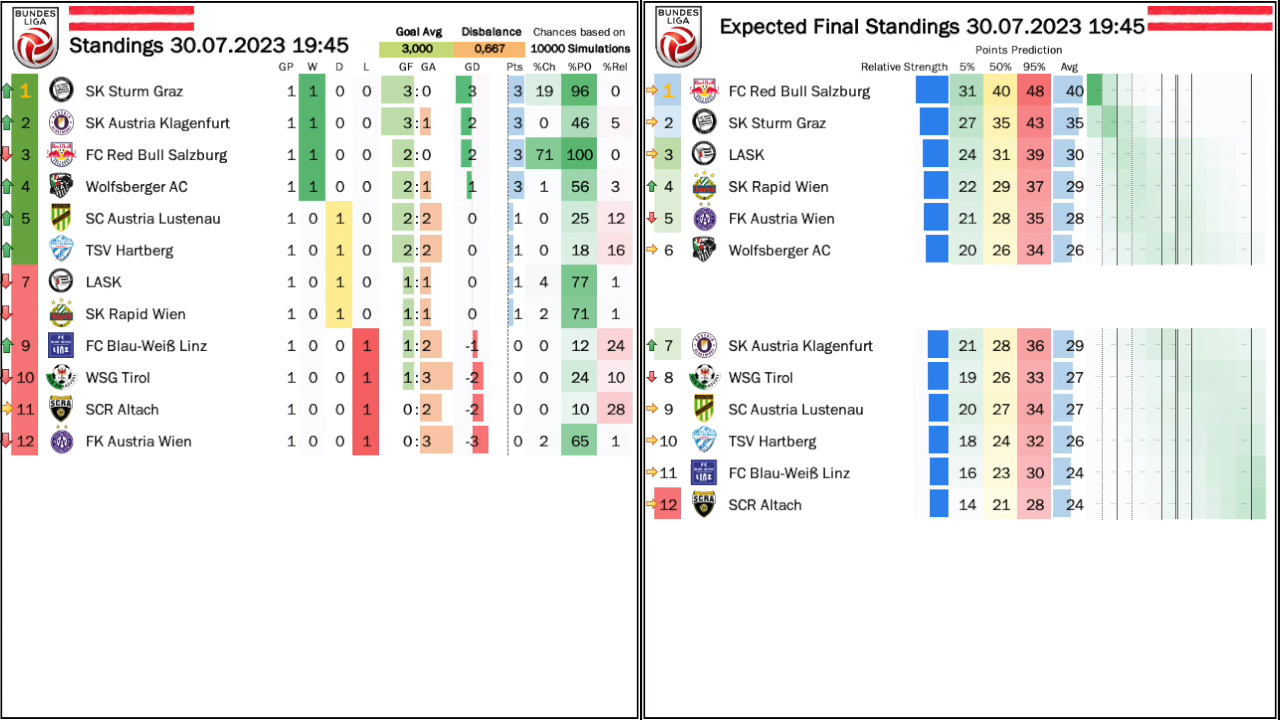 BUNDES
LIGA
Standings 30.07.2023 19:45
Goal Avg Disbalance Chances based on
3,000 0,667 10000 Simulations
GP W D L GF GA GD Pts %Ch %PO %Rel
1 SK Sturm Graz 1 1 0 0 3:0 3 3 19 96 0
2 SK Austria Klagenfurt 1 1 0 0 3:1 2 3 0 46 5
3 FC Red Bull Salzburg 1 1 0 0 2:0 2 3 71 100 0
4 Wolfsberger AC 1 1 0 0 2:1 1 3 1 56 3
5 SC Austria Lustenau 1 0 1 0 2:2 0 1 0 25 12
TSV Hartberg 1 0 1 0 2:2 0 1 0 18 16
7 LASK 1 0 1 0 1:1 0 1 4 77 1
SK Rapid Wien 1 0 1 0 1:1 0 1 2 71 1
9 FC Blau-Weiß Linz 1 0 0 1 1:2 -1 0 0 12 24
10 WSG Tirol 1 0 0 1 1:3 -2 0 0 24 10
11 SCR Altach 1 0 0 1 0:2 -2 0 0 10 28
12 FK Austria Wien 1 0 0 1 0:3 -3 0 2 65 1
BUNDES
LIGA
Expected Final Standings 30.07.2023 19:45
Points Prediction
Relative Strength 5% 50% 95% Avg
1 FC Red Bull Salzburg 31 40 48 40
2 SK Sturm Graz 27 35 43 35
3 LASK 24 31 39 30
4 SK Rapid Wien 22 29 37 29
5 FK Austria Wien 21 28 35 28
6 Wolfsberger AC 20 26 34 26
7 SK Austria Klagenfurt 21 28 36 29
8 WSG Tirol 19 26 33 27
9 SC Austria Lustenau 20 27 34 27
10 TSV Hartberg 18 24 32 26
11 FC Blau-Weiß Linz 16 23 30 24
12 SCR Altach 14 21 28 24